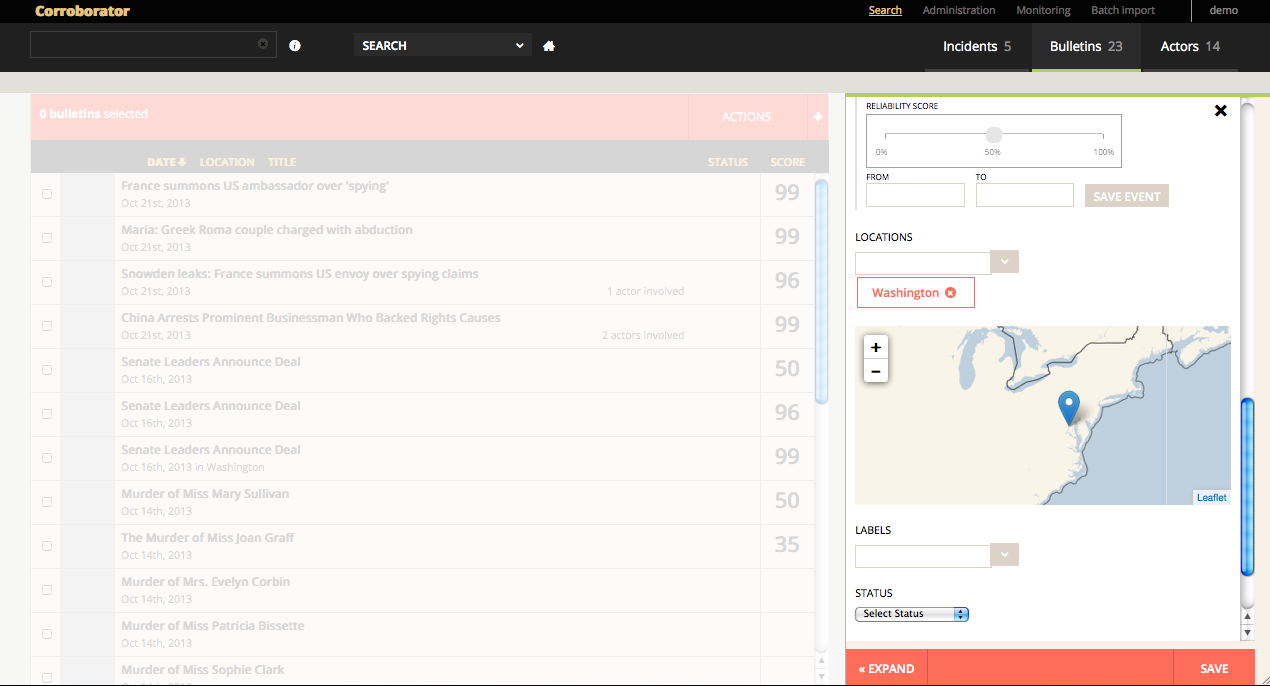 Corroborator
Search Administration Monitoring Batch import demo
SEARCH
Incidents 5 Bulletins 23 Actors 14
0 bulletins selected ACTIONS
DATE LOCATION TITLE STATUS SCORE
France summons US ambassador over 'spying'
Oct 21st, 2013
99
Maria: Greek Roma couple charged with abduction
Oct 21st, 2013
99
Snowden leaks: France summons US envoy over spying claims
Oct 21st, 2013 1 actor involved
96
China Arrests Prominent Businessman Who Backed Rights Causes
Oct 21st, 2013 2 actors involved
99
Senate Leaders Announce Deal
Oct 16th, 2013
50
Senate Leaders Announce Deal
Oct 16th, 2013
96
Senate Leaders Announce Deal
Oct 16th, 2013 in Washington
99
Murder of Miss Mary Sullivan
Oct 14th, 2013
50
The Murder of Miss Joan Graff
Oct 14th, 2013
35
Murder of Mrs. Evelyn Corbin
Oct 14th, 2013
Murder of Miss Patricia Bissette
Oct 14th, 2013
Murder of Miss Sophie Clark
RELIABILITY SCORE
0% 50% 100%
FROM TO
SAVE EVENT
LOCATIONS
Washington
+
−
Leaflet
LABELS
STATUS
Select Status
« EXPAND SAVE